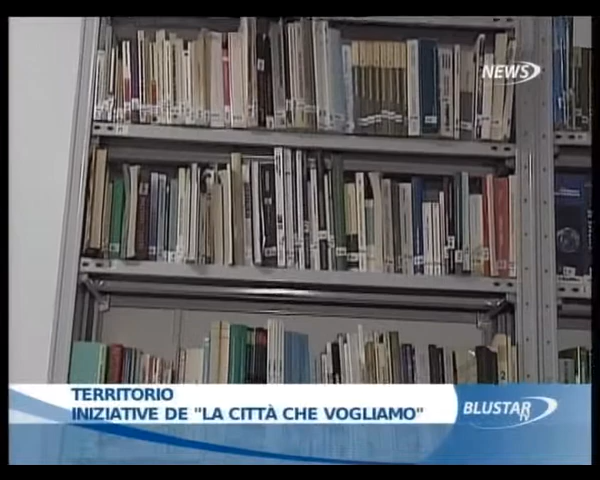 NEWS
TERRITORIO
INIZIATIVE DE "LA CITTÀ CHE VOGLIAMO"
BLUSTAR
TV